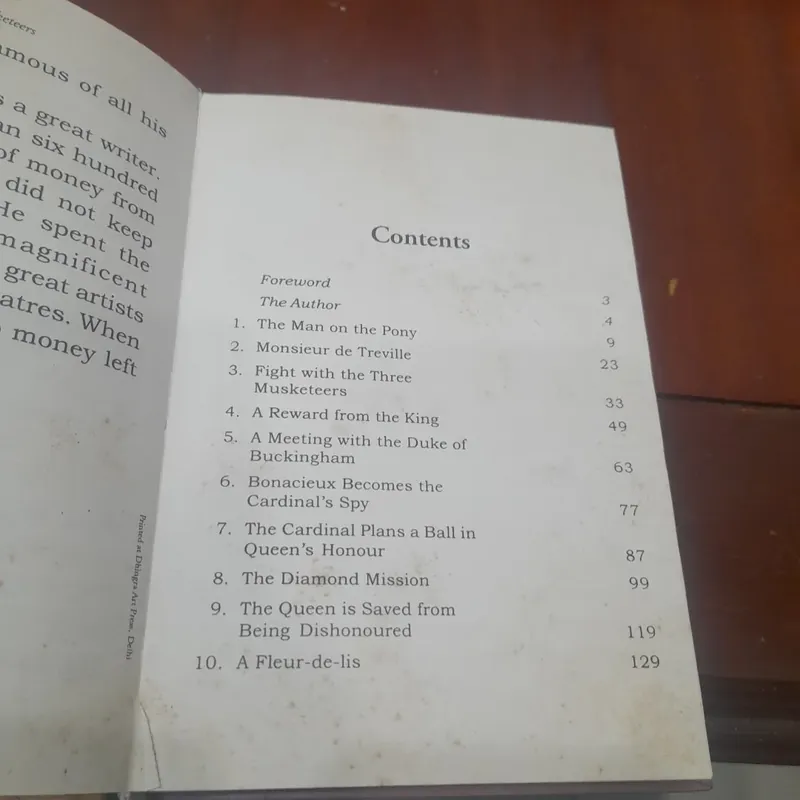 keteers
amous of all his
s a great writer.
an six hundred
of money from
did not keep
He spent the
magnificent
great artists
atres. When
money left
Printed at Dhingra Art Press, Delhi
Contents
Foreword 3
The Author 4
1. The Man on the Pony 9
2. Monsieur de Treville 23
3. Fight with the Three
Musketeers 33
4. A Reward from the King 49
5. A Meeting with the Duke of
Buckingham 63
6. Bonacieux Becomes the
Cardinal's Spy 77
7. The Cardinal Plans a Ball in
Queen's Honour 87
8. The Diamond Mission 99
9. The Queen is Saved from
Being Dishonoured 119
10. A Fleur-de-lis 129